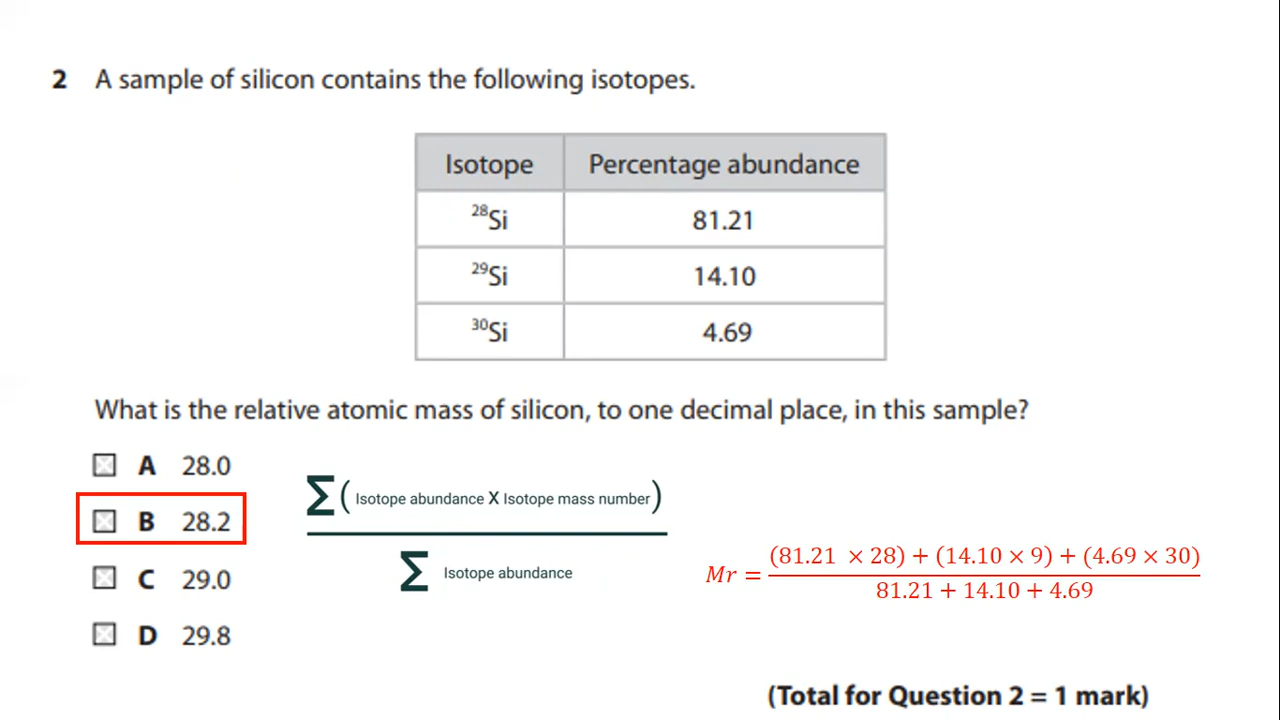 2 A sample of silicon contains the following isotopes.
Isotope Percentage abundance
²⁸Si 81.21
²⁹Si 14.10
³⁰Si 4.69
What is the relative atomic mass of silicon, to one decimal place, in this sample?
A 28.0
B 28.2
C 29.0
D 29.8
Σ (Isotope abundance X Isotope mass number)
Σ Isotope abundance
Mr = (81.21 × 28) + (14.10 × 9) + (4.69 × 30)
81.21 + 14.10 + 4.69
(Total for Question 2 = 1 mark)